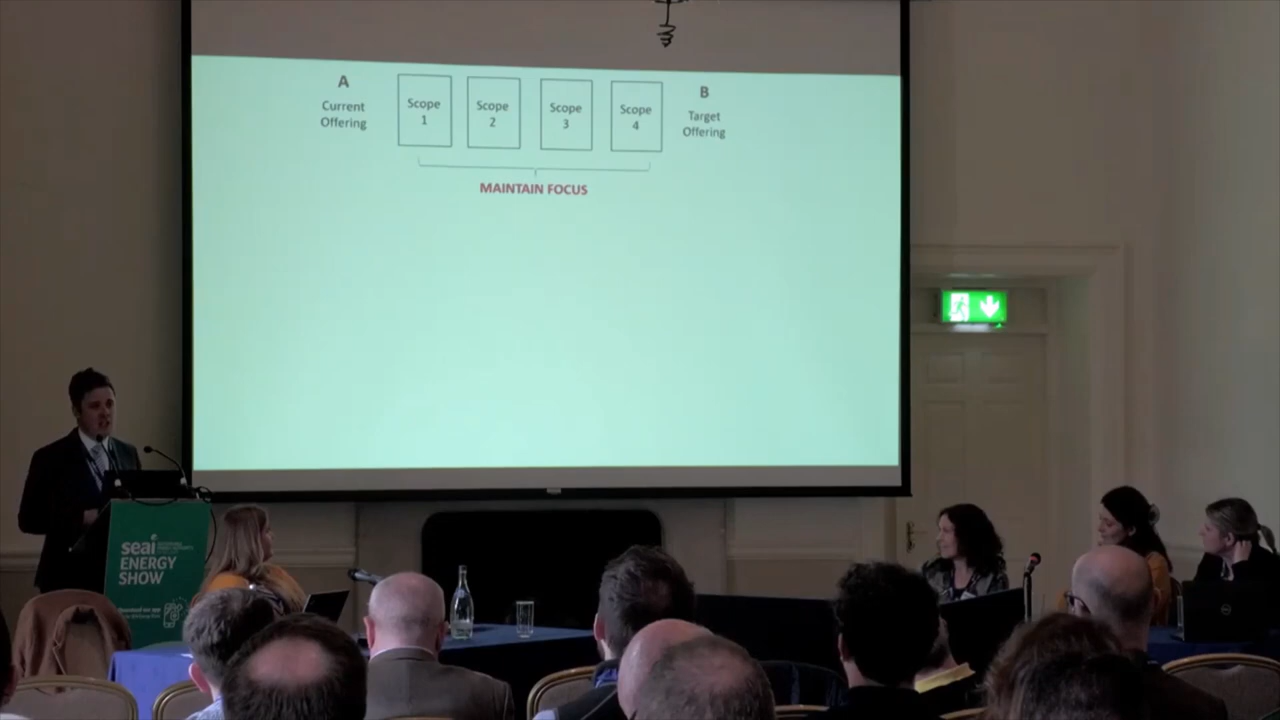 A
Current
Offering
Scope
1
Scope
2
Scope
3
Scope
4
B
Target
Offering
MAINTAIN FOCUS
seai
ENERGY
SHOW